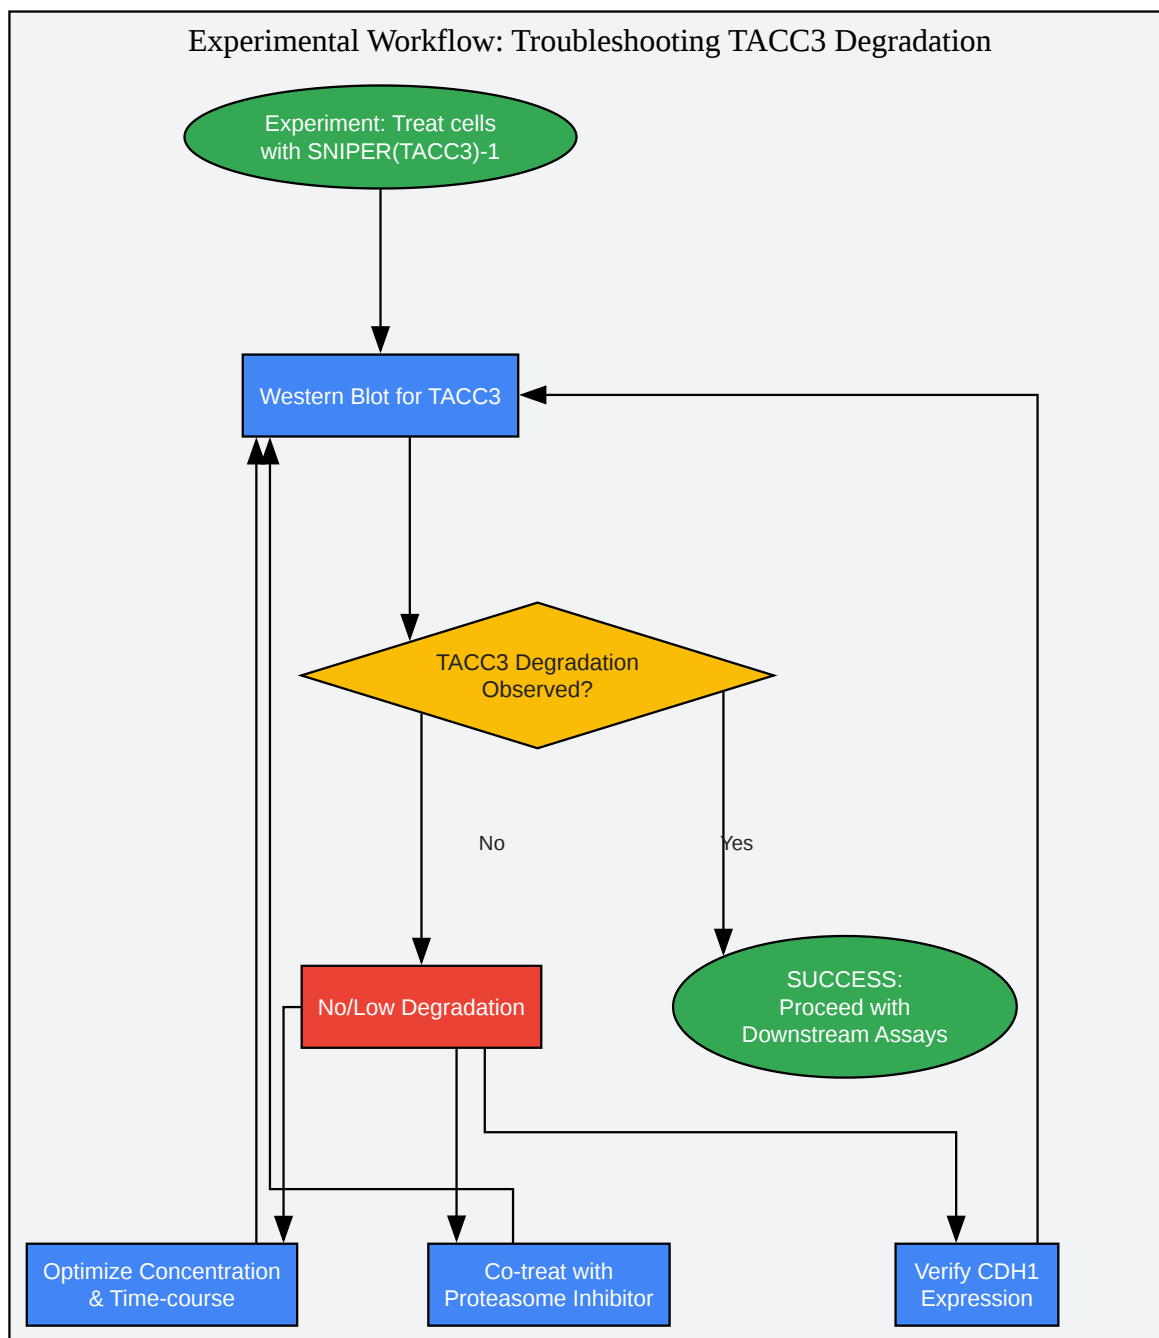 Experimental Workflow: Troubleshooting TACC3 Degradation
Experiment: Treat cells
with SNIPER(TACC3)-1
Western Blot for TACC3
TACC3 Degradation
Observed?
No
Yes
No/Low Degradation
SUCCESS:
Proceed with
Downstream Assays
Optimize Concentration
& Time-course
Co-treat with
Proteasome Inhibitor
Verify CDH1
Expression